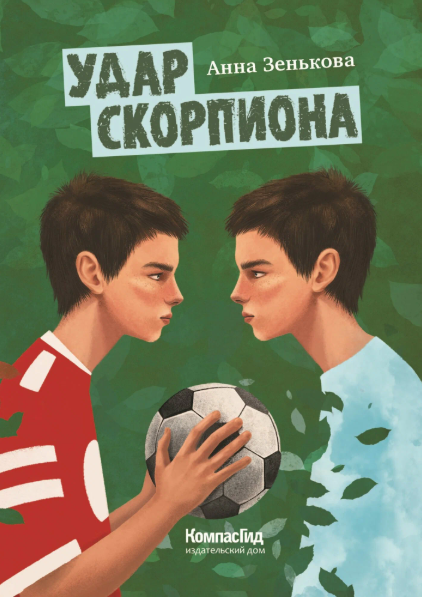 УДАР
Анна Зенькова
СКОРПИОНА
КомпасГид
издательский дом